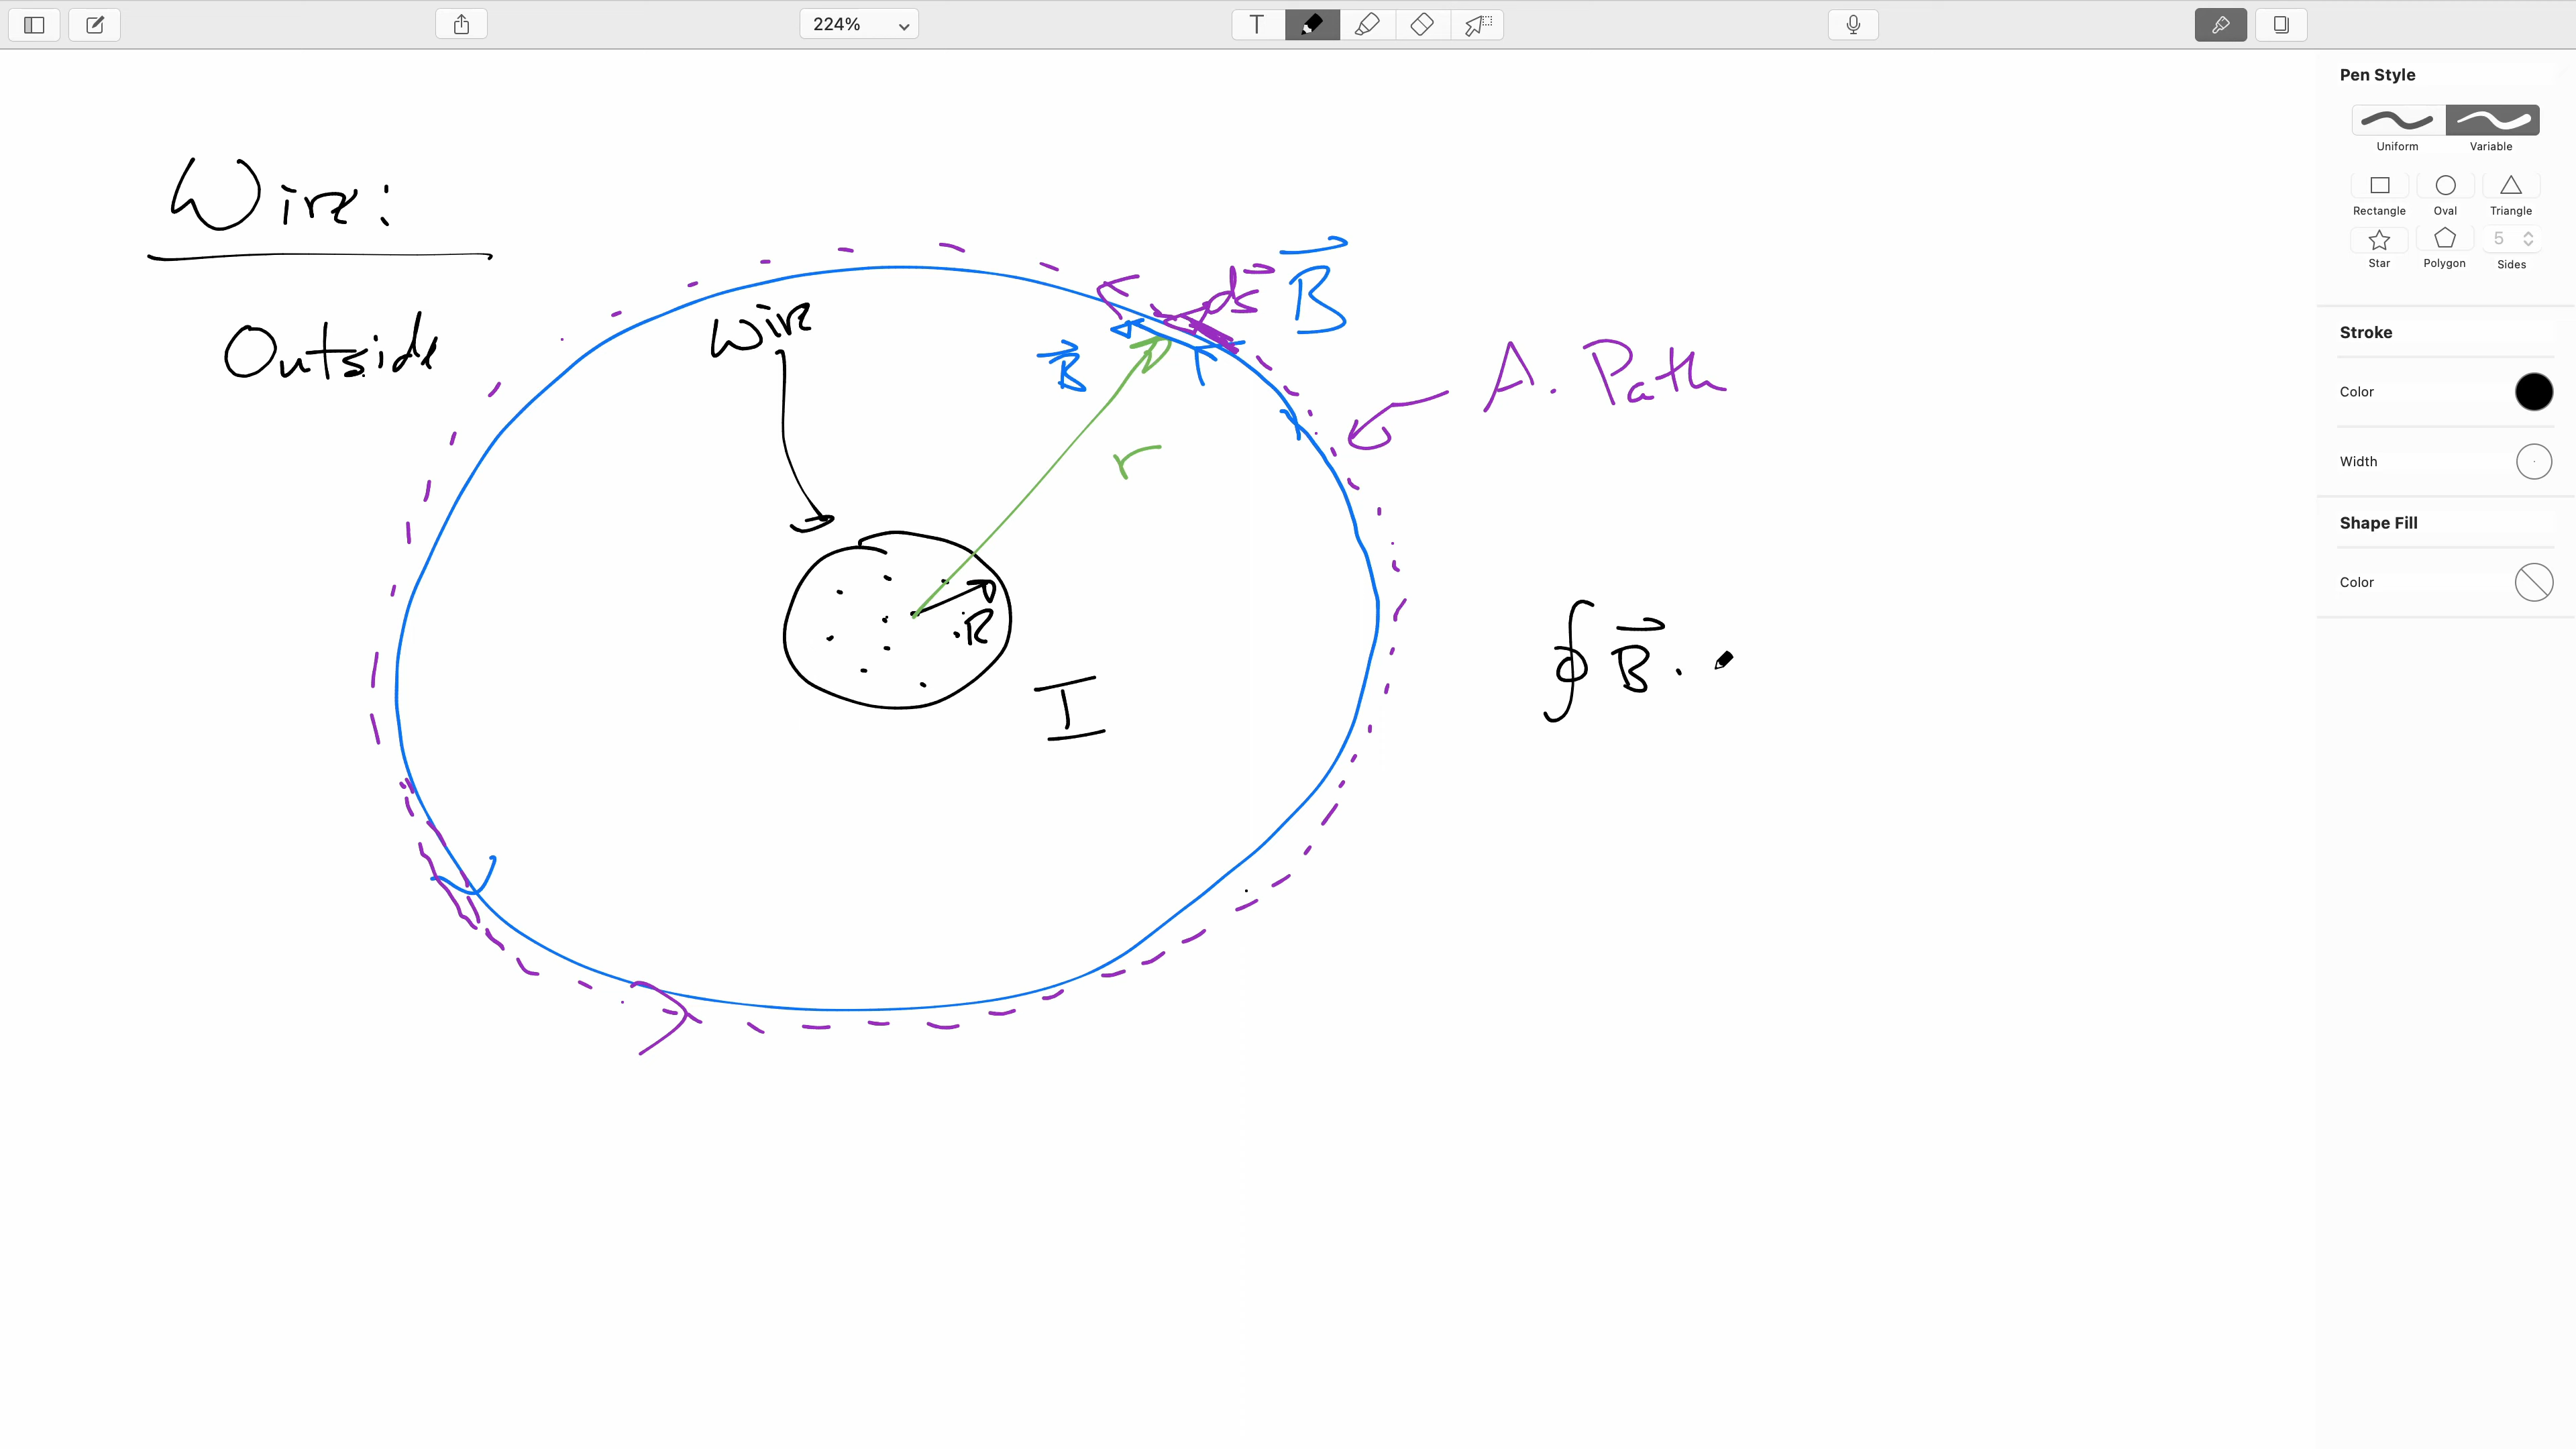 224%
T
Pen Style
Uniform
Variable
Rectangle
Oval
Triangle
Star
Polygon
5
Sides
Stroke
Color
Width
Shape Fill
Color
Wire:
Outside
Wire
ds
B
B
A. Path
r
R
I
∮ B ·